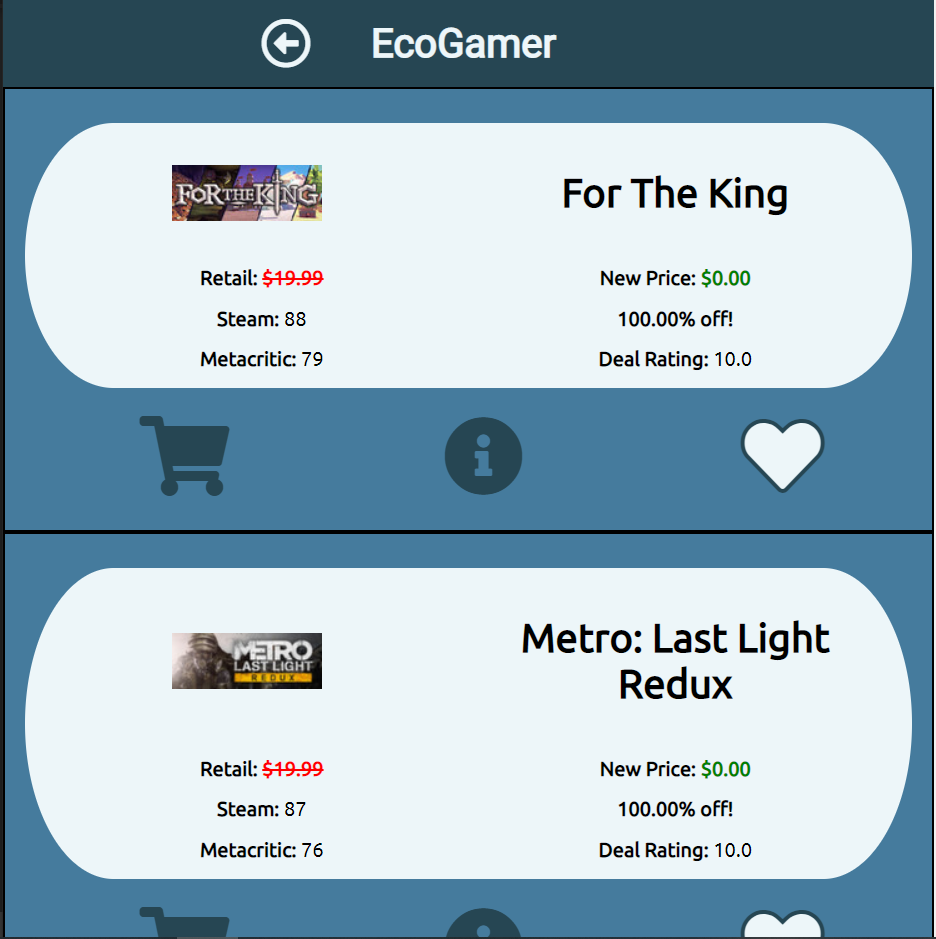 EcoGamer
FOR THE KING
For The King
Retail: $19.99
New Price: $0.00
Steam: 88
100.00% off!
Metacritic: 79
Deal Rating: 10.0
METRO
LAST LIGHT
REDUX
Metro: Last Light
Redux
Retail: $19.99
New Price: $0.00
Steam: 87
100.00% off!
Metacritic: 76
Deal Rating: 10.0